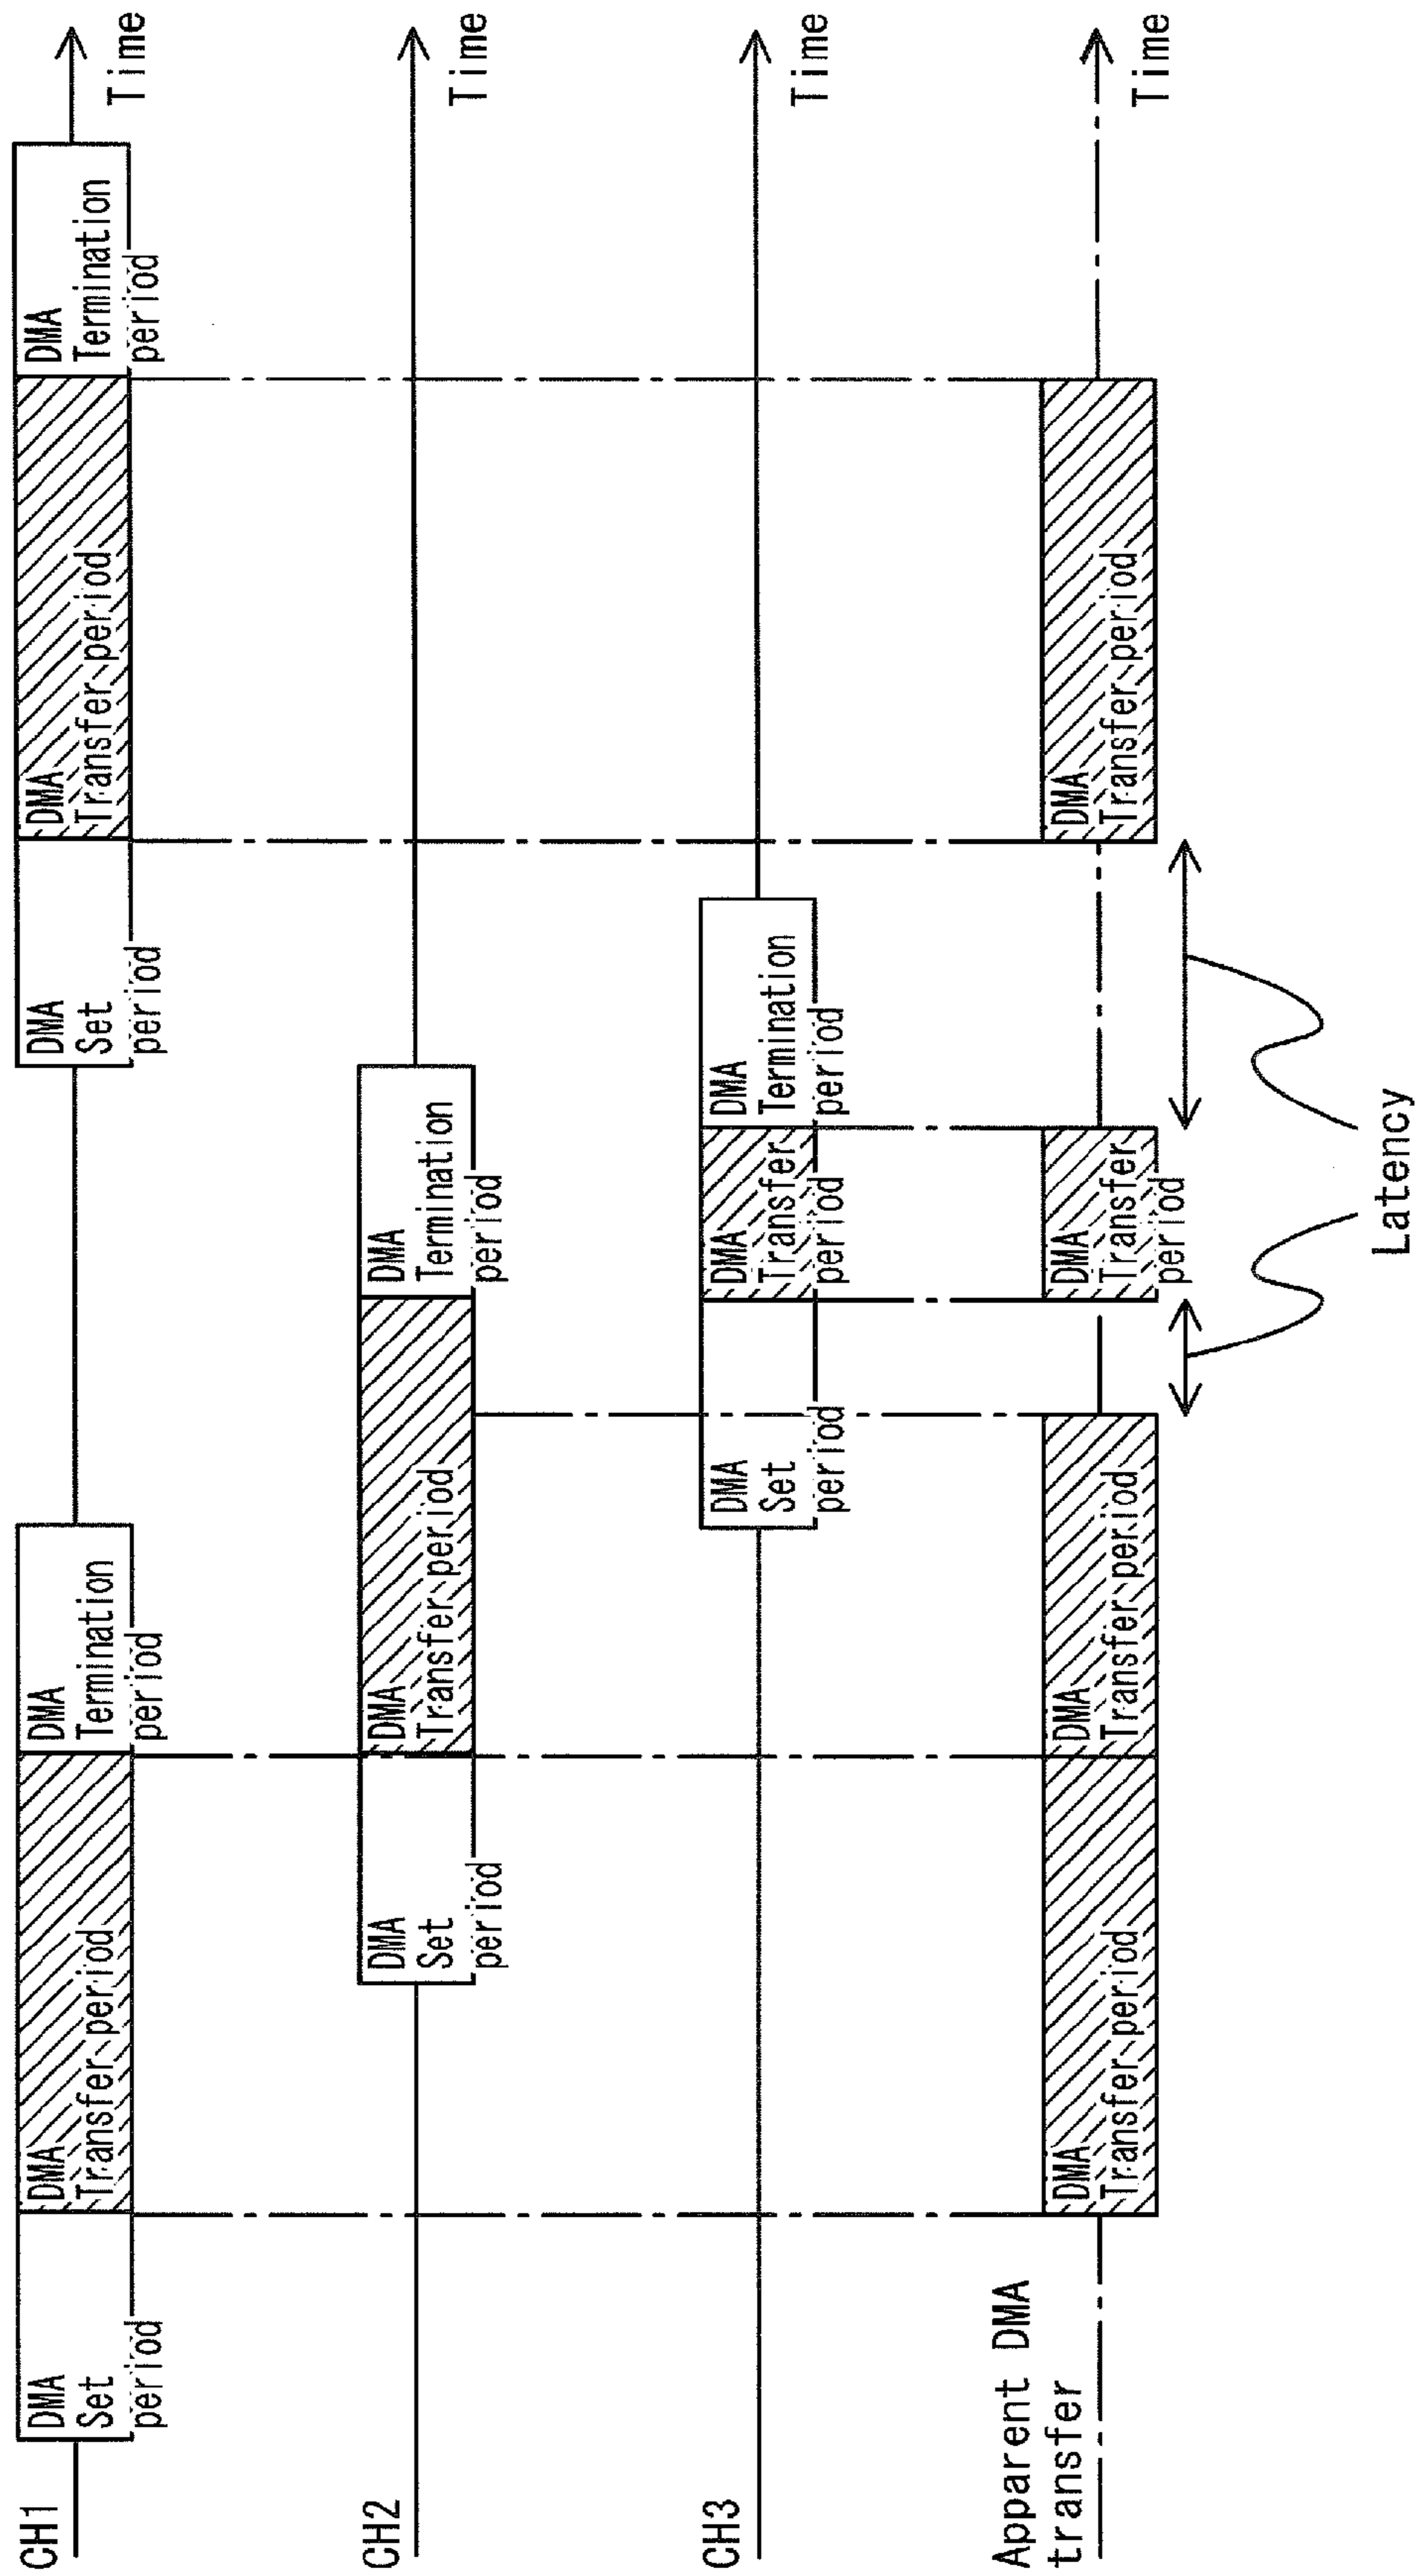 CH1
DMA
Set
period
DMA
Transfer period
DMA
Termination
period
DMA
Set
period
DMA
Transfer period
DMA
Termination
period
Time
CH2
DMA
Set
period
DMA
Transfer period
DMA
Termination
period
Time
CH3
DMA
Set
period
DMA
Transfer
period
DMA
Termination
period
Time
Apparent DMA
transfer
DMA
Transfer period
DMA
Transfer period
DMA
Transfer
period
DMA
Transfer period
Time
Latency